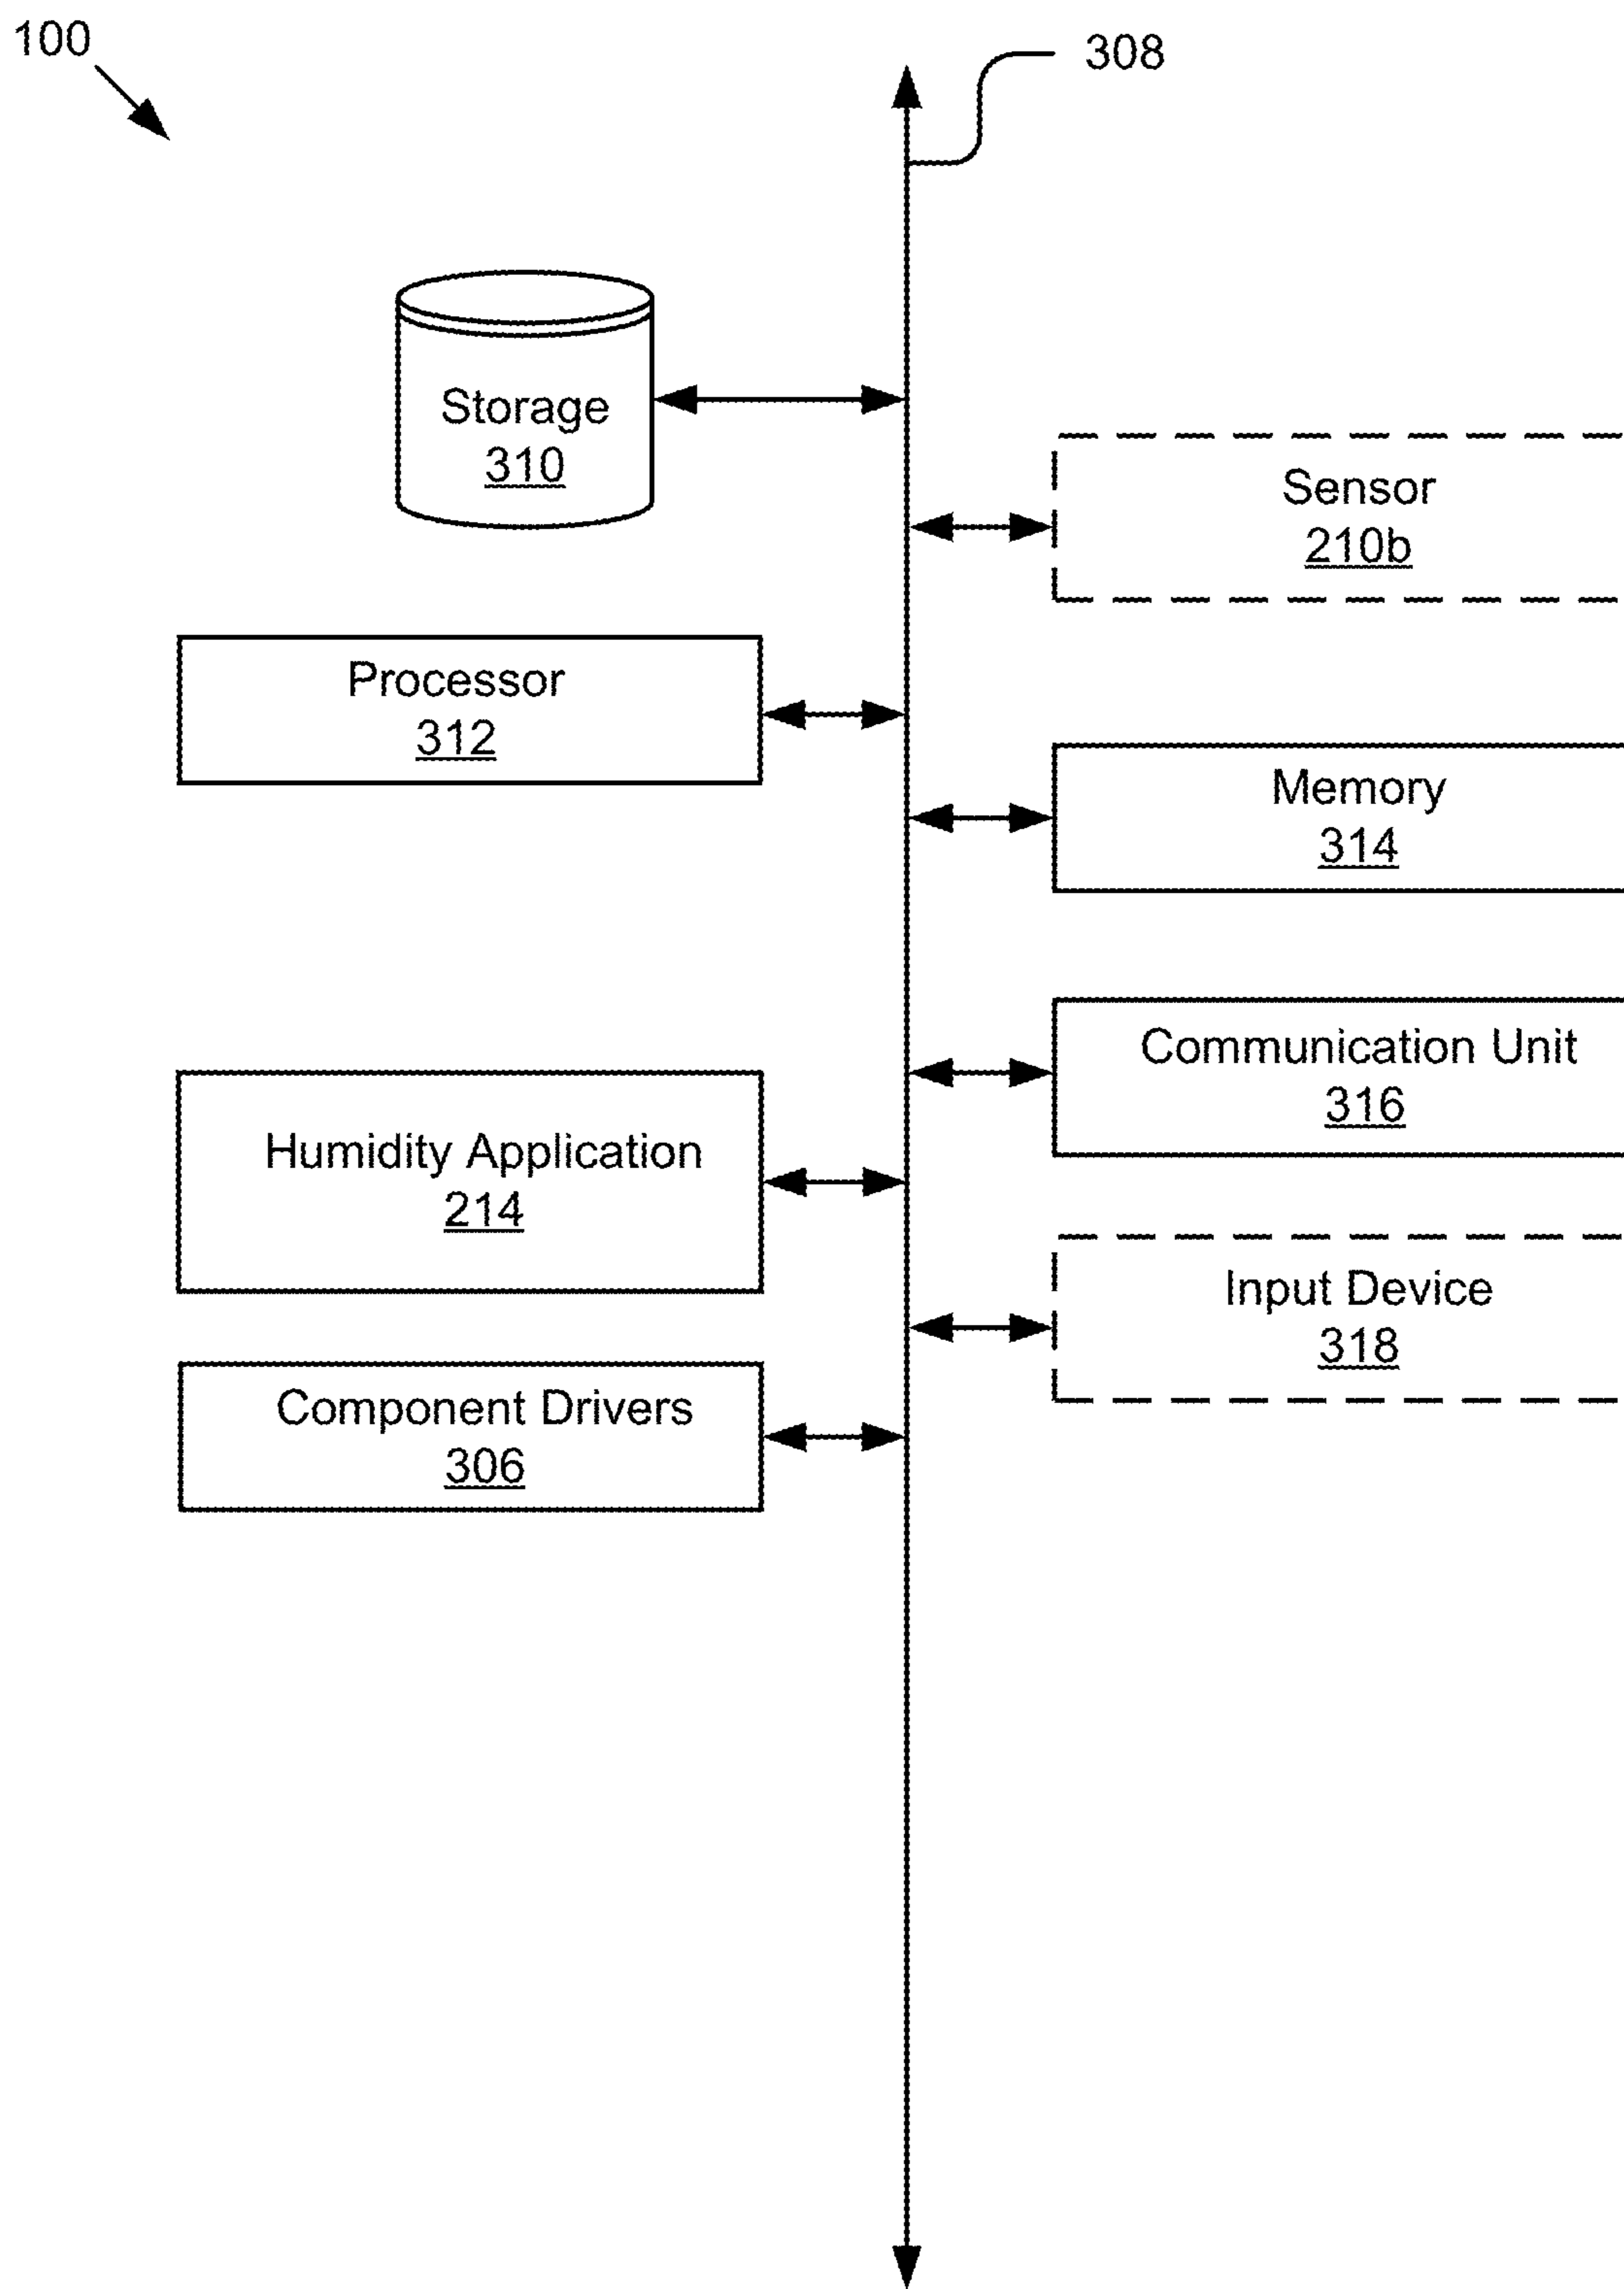 100
308
Storage
310
Sensor
210b
Processor
312
Memory
314
Communication Unit
316
Humidity Application
214
Input Device
318
Component Drivers
306